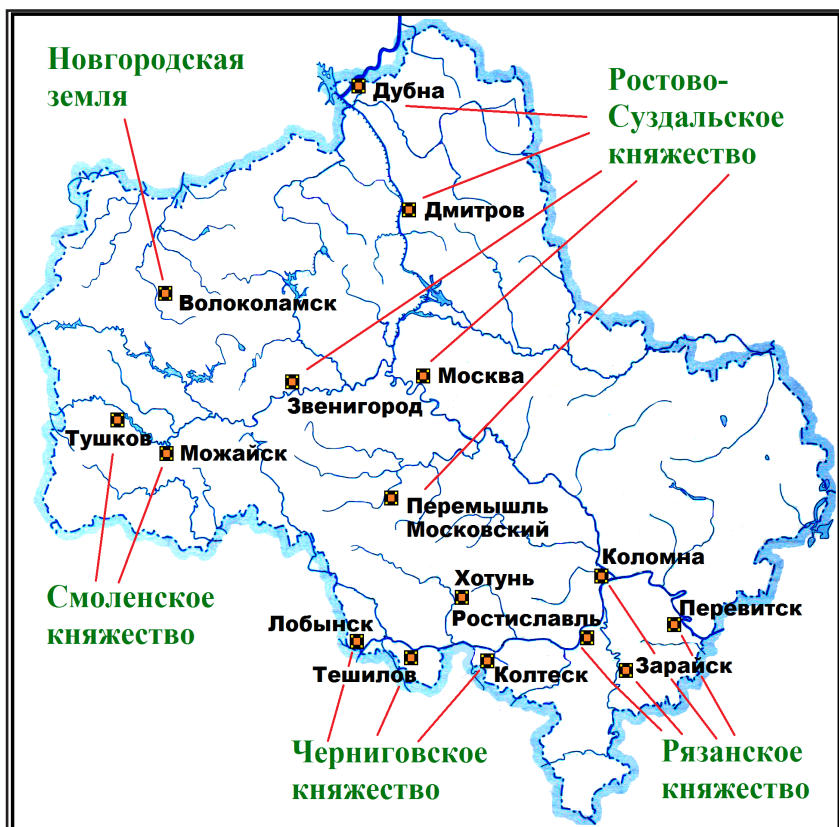 Новгородская
земля
Ростово-
Суздальское
княжество
Дубна
Дмитров
Волоколамск
Москва
Звенигород
Тушков
Можайск
Перемышль
Московский
Коломна
Хотунь
Смоленское
княжество
Лобынск
Ростиславль
Перевитск
Тешилов
Колтеск
Зарайск
Черниговское
княжество
Рязанское
княжество